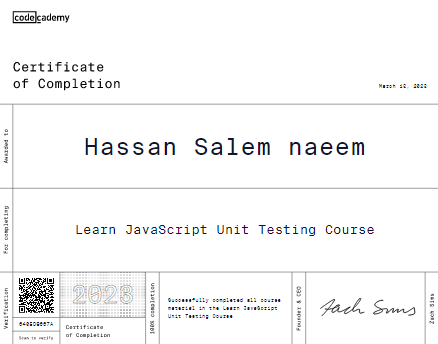 codecademy
Certificate
of Completion
March 12, 2023
Awarded to
Hassan Salem naeem
For completing
Learn JavaScript Unit Testing Course
Verification
Scan to verify
2023
Certificate
of Completion
100% completion
Successfully completed all course
material in the Learn JavaScript
Unit Testing Course
Founder & CEO
Zach Sims
Zach Sims